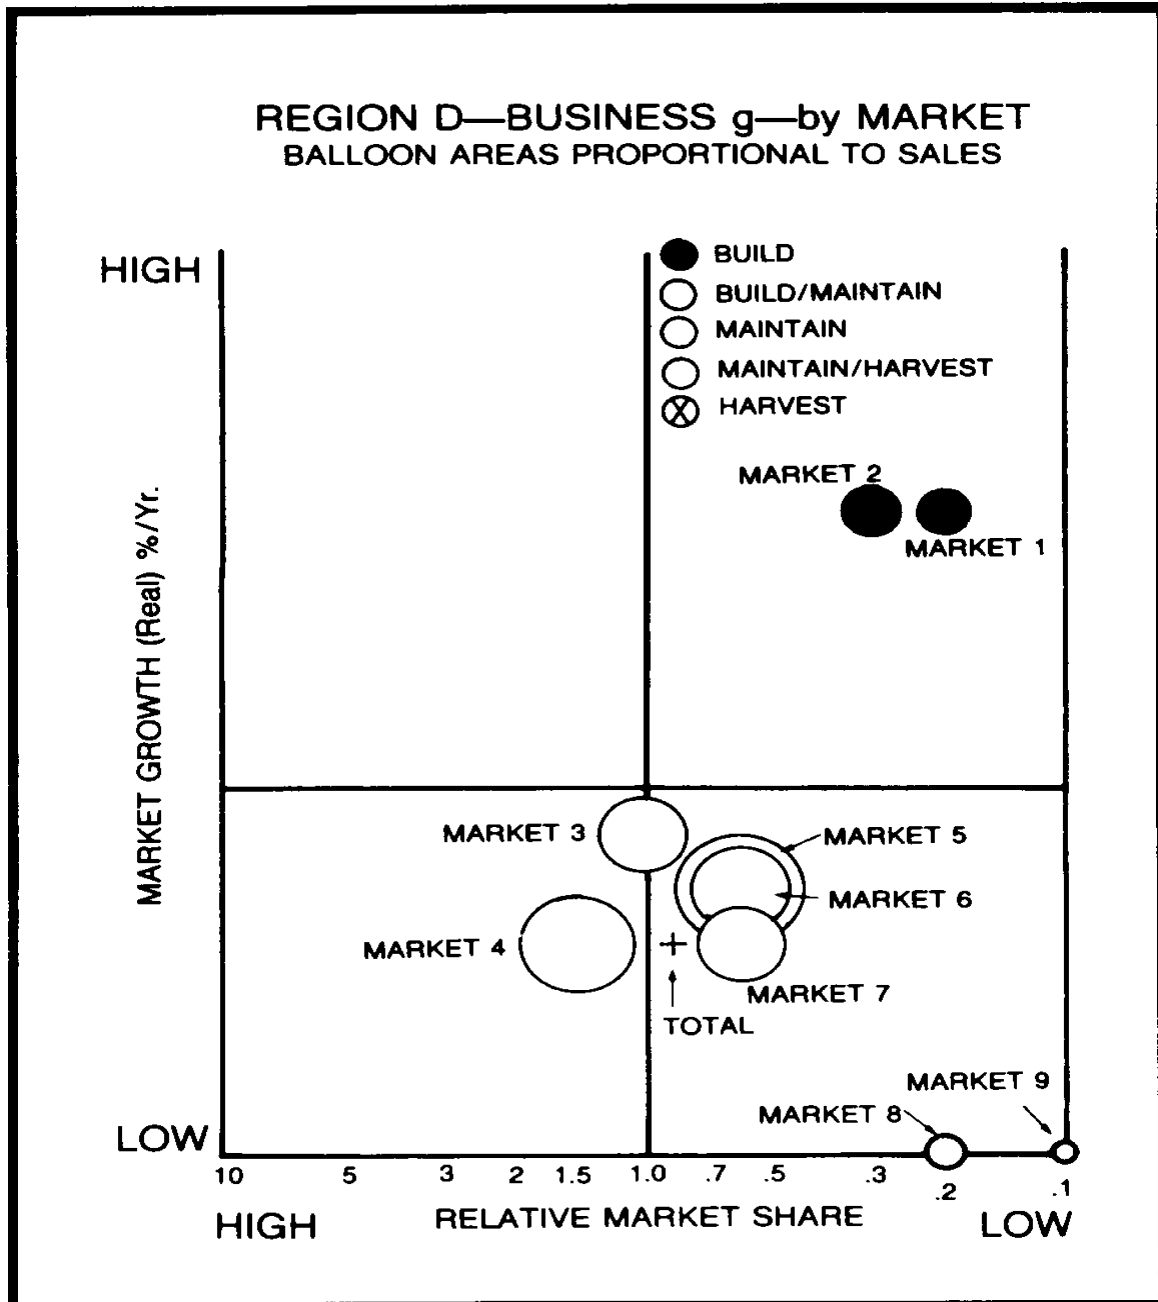 REGION D—BUSINESS g—by MARKET
BALLOON AREAS PROPORTIONAL TO SALES
HIGH
BUILD
BUILD/MAINTAIN
MAINTAIN
MAINTAIN/HARVEST
HARVEST
MARKET 2
MARKET 1
MARKET GROWTH (Real) %/Yr.
MARKET 3
MARKET 5
MARKET 6
MARKET 4
MARKET 7
TOTAL
MARKET 9
MARKET 8
LOW
10 5 3 2 1.5 1.0 .7 .5 .3 .2 .1
HIGH RELATIVE MARKET SHARE LOW